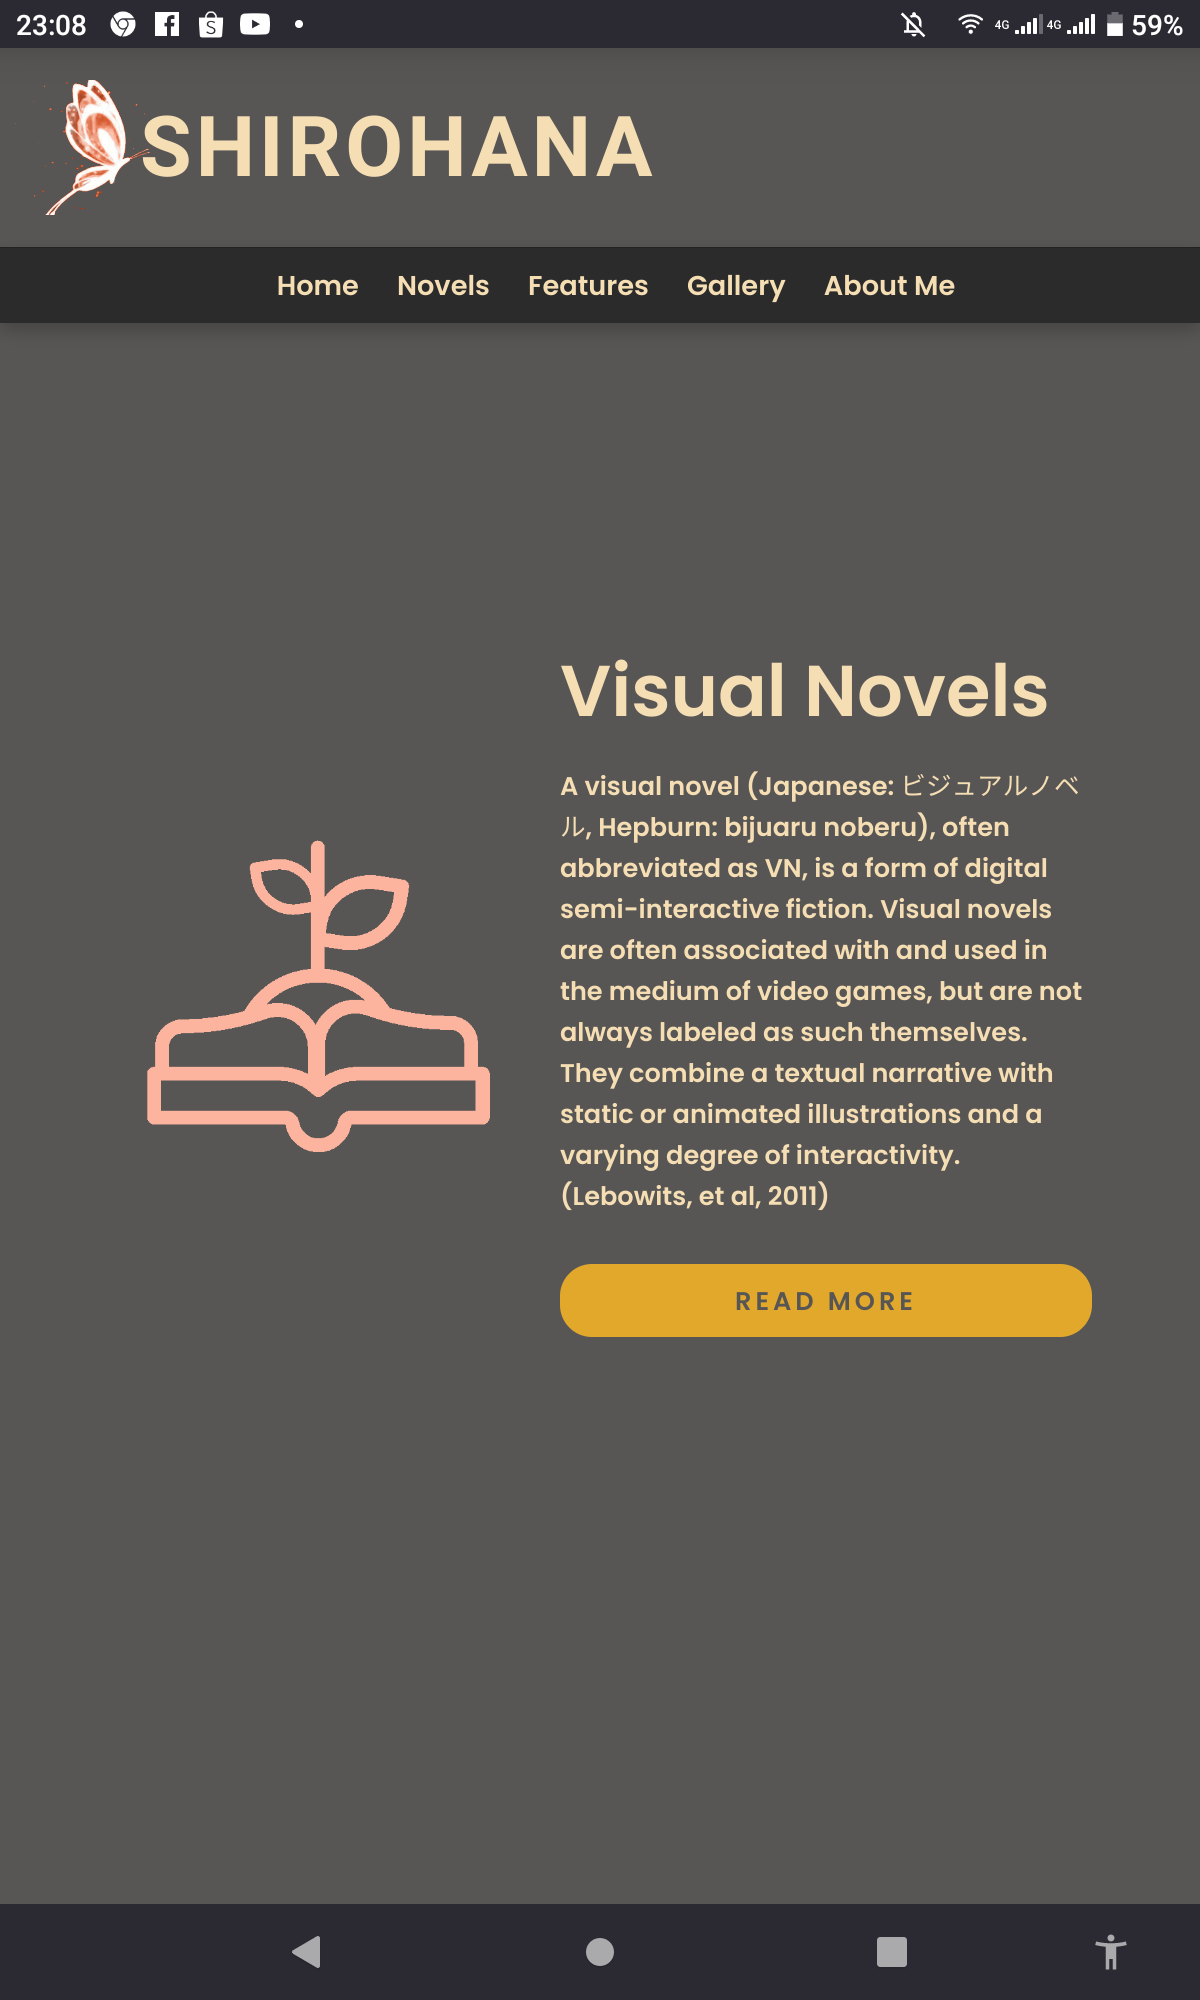 23:08
4G 4G 59%
SHIROHANA
Home Novels Features Gallery About Me
Visual Novels
A visual novel (Japanese: ビジュアルノベ
ル, Hepburn: bijuaru noberu), often
abbreviated as VN, is a form of digital
semi-interactive fiction. Visual novels
are often associated with and used in
the medium of video games, but are not
always labeled as such themselves.
They combine a textual narrative with
static or animated illustrations and a
varying degree of interactivity.
(Lebowits, et al, 2011)
READ MORE